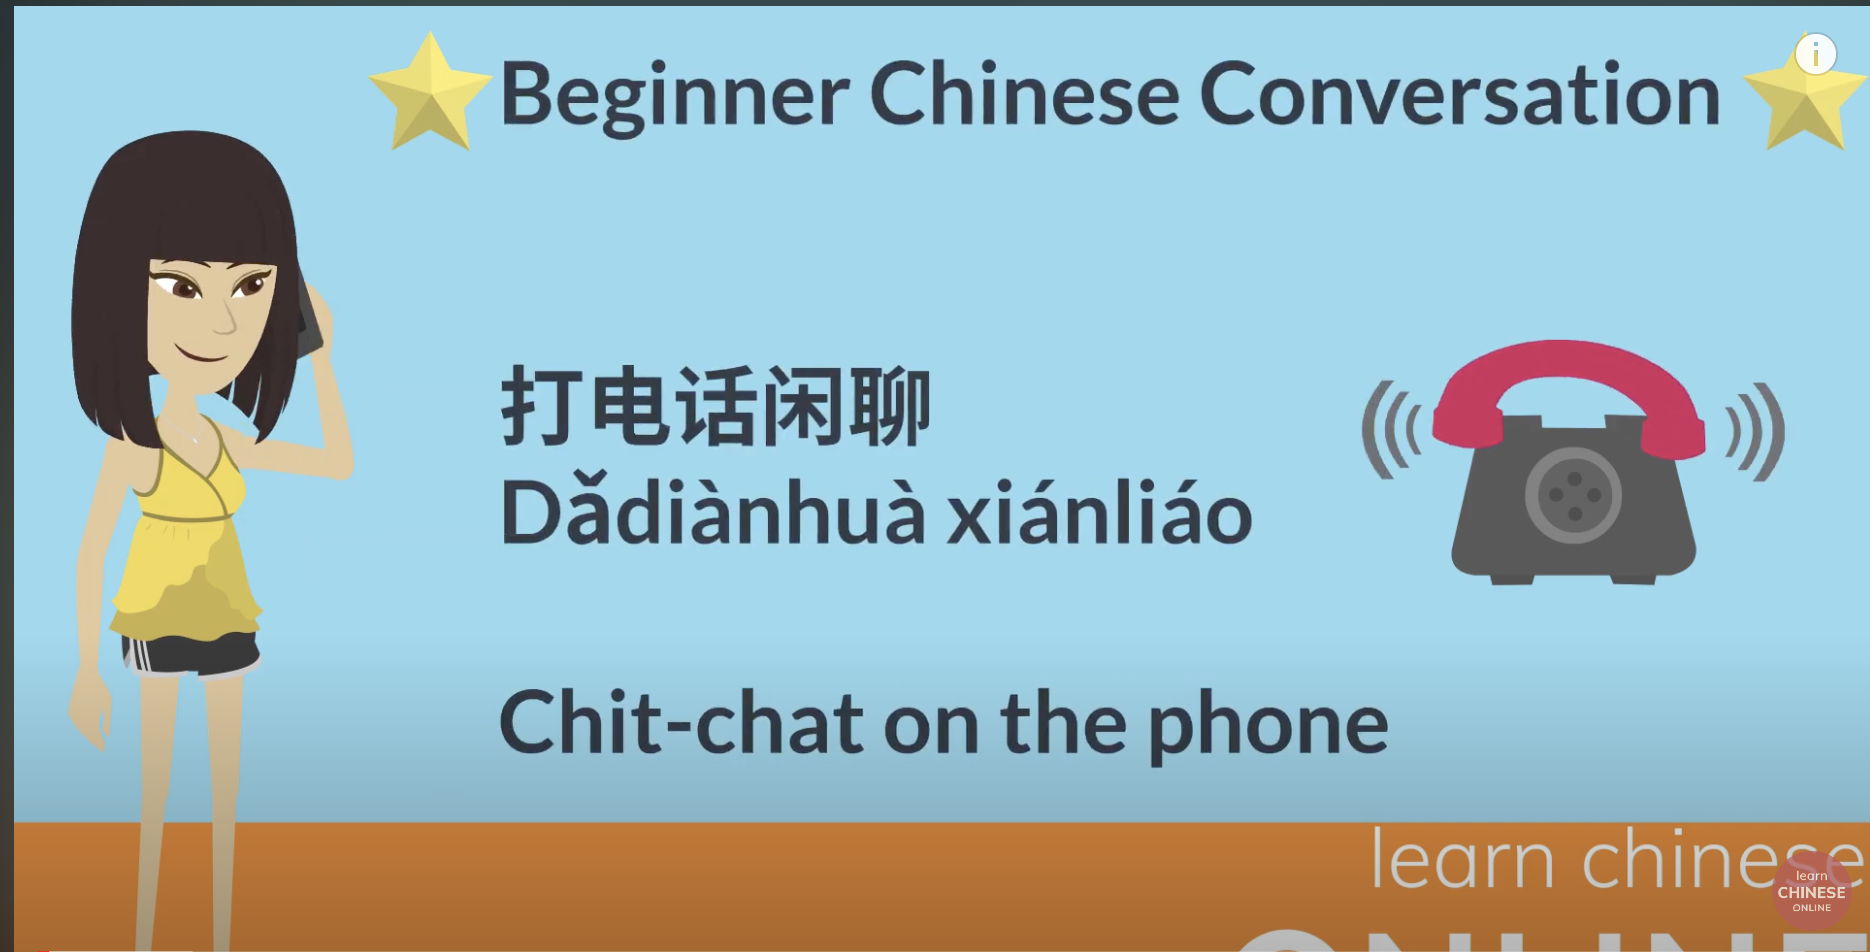 Beginner Chinese Conversation
i
打电话闲聊
Dǎdiànhuà xiánliáo
Chit-chat on the phone
learn chinese
ONLINE
learn
CHINESE
ONLINE